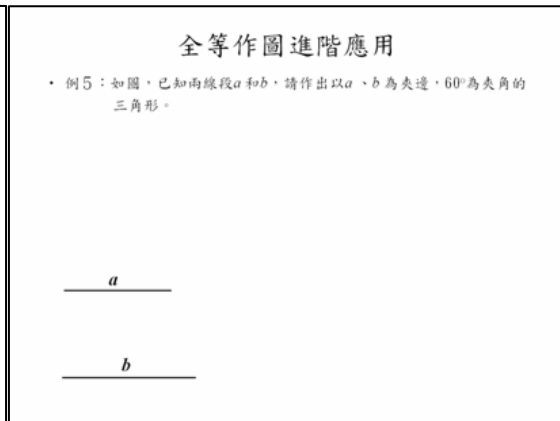 全等作圖進階應用
• 例5：如圖，已知兩線段a和b，請作出以a、b為夾邊，60°為夾角的
三角形。
a
b